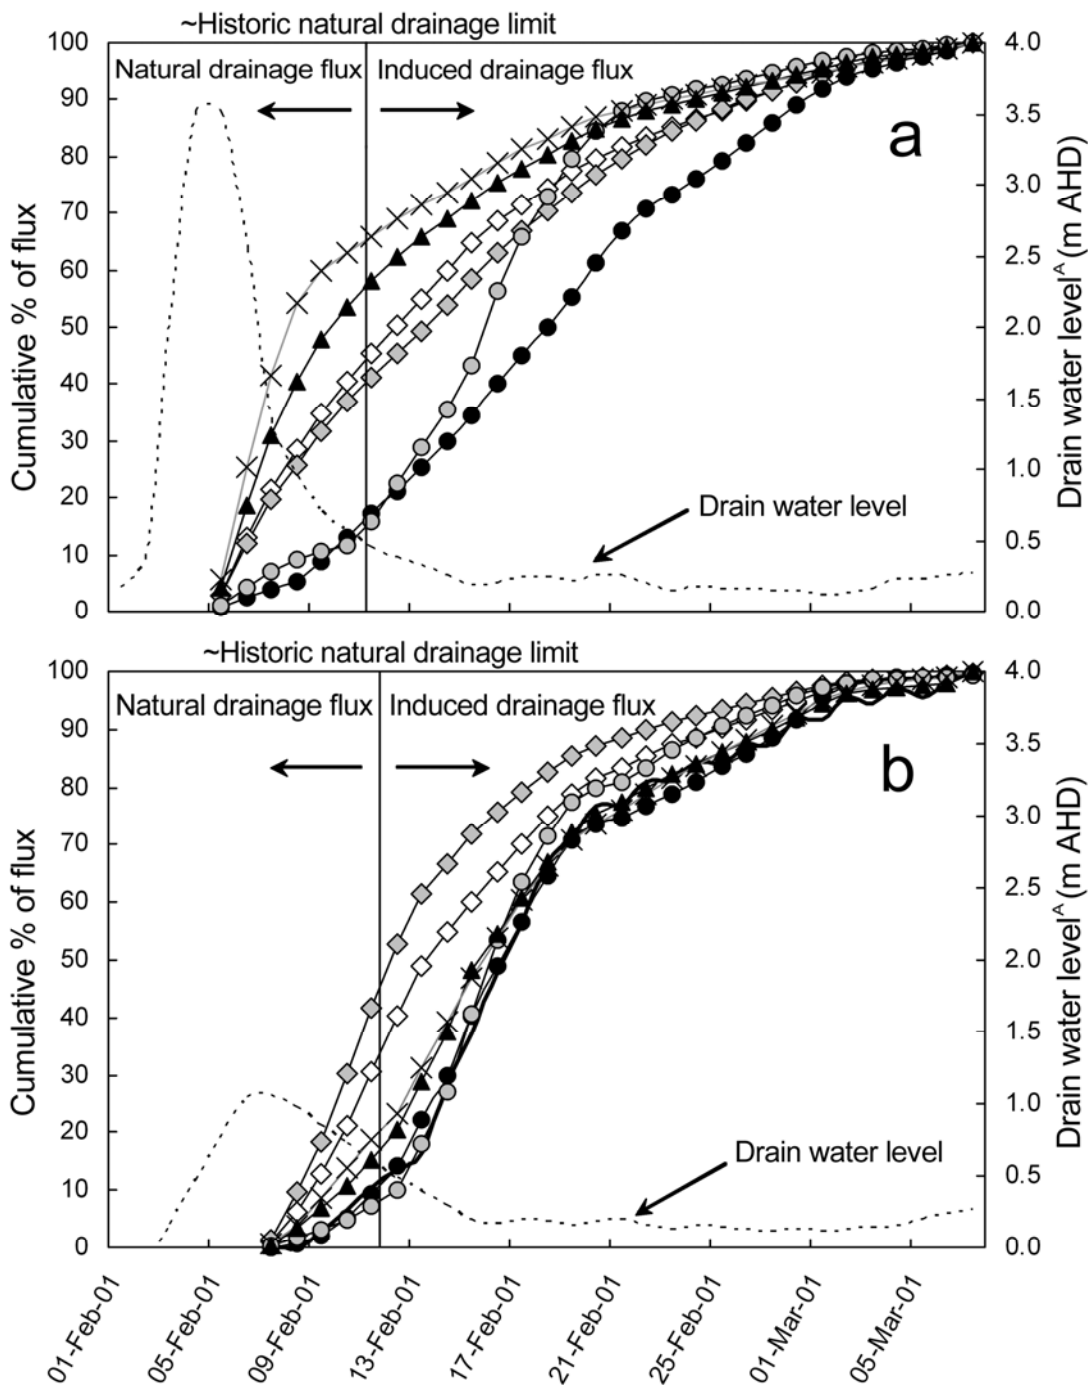 ~Historic natural drainage limit
100
90
80
70
60
50
40
30
20
10
0
Cumulative % of flux
Natural drainage flux
Induced drainage flux
a
Drain water level
4.0
3.5
3.0
2.5
2.0
1.5
1.0
0.5
0.0
Drain water levelᴬ (m AHD)
~Historic natural drainage limit
100
90
80
70
60
50
40
30
20
10
0
Cumulative % of flux
Natural drainage flux
Induced drainage flux
b
Drain water level
4.0
3.5
3.0
2.5
2.0
1.5
1.0
0.5
0.0
Drain water levelᴬ (m AHD)
01-Feb-01
05-Feb-01
09-Feb-01
13-Feb-01
17-Feb-01
21-Feb-01
25-Feb-01
01-Mar-01
05-Mar-01